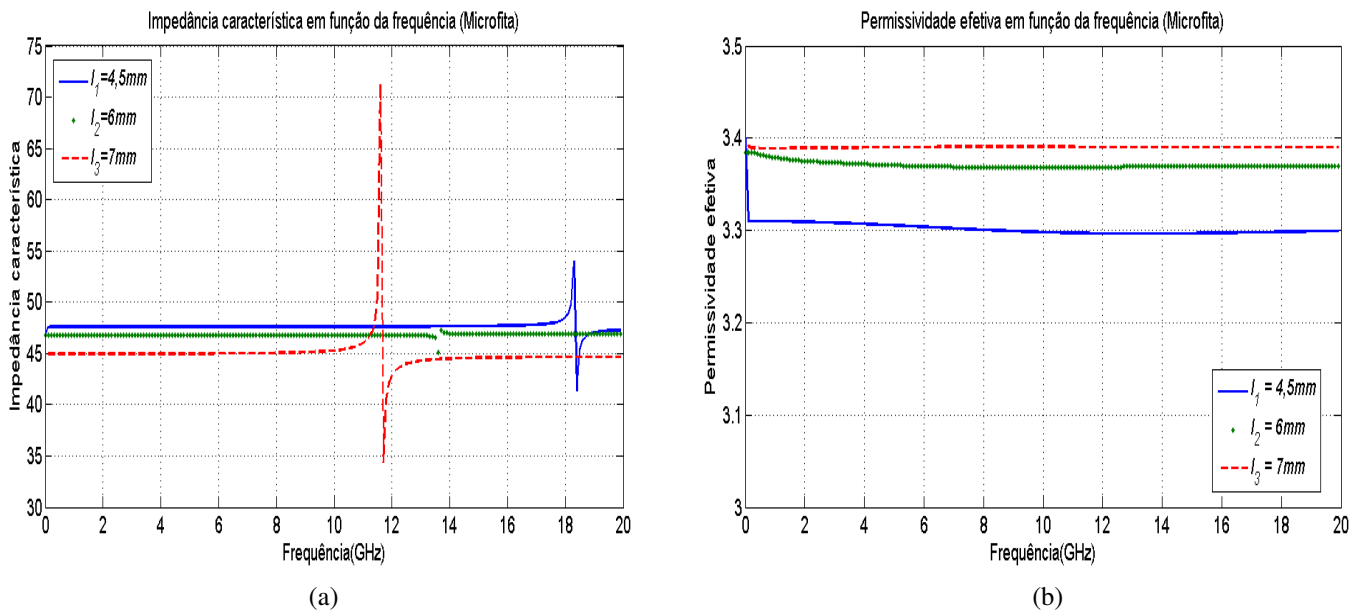 Impedância característica em função da frequência (Microfita)
75
70
65
60
55
50
45
40
35
30
0 2 4 6 8 10 12 14 16 18 20
Impedância característica
Frequência(GHz)
l1=4,5mm
l2=6mm
l3=7mm
(a)
Permissividade efetiva em função da frequência (Microfita)
3.5
3.4
3.3
3.2
3.1
3
0 2 4 6 8 10 12 14 16 18 20
Permissividade efetiva
Frequência(GHz)
l1 = 4,5mm
l2 = 6mm
l3 = 7mm
(b)